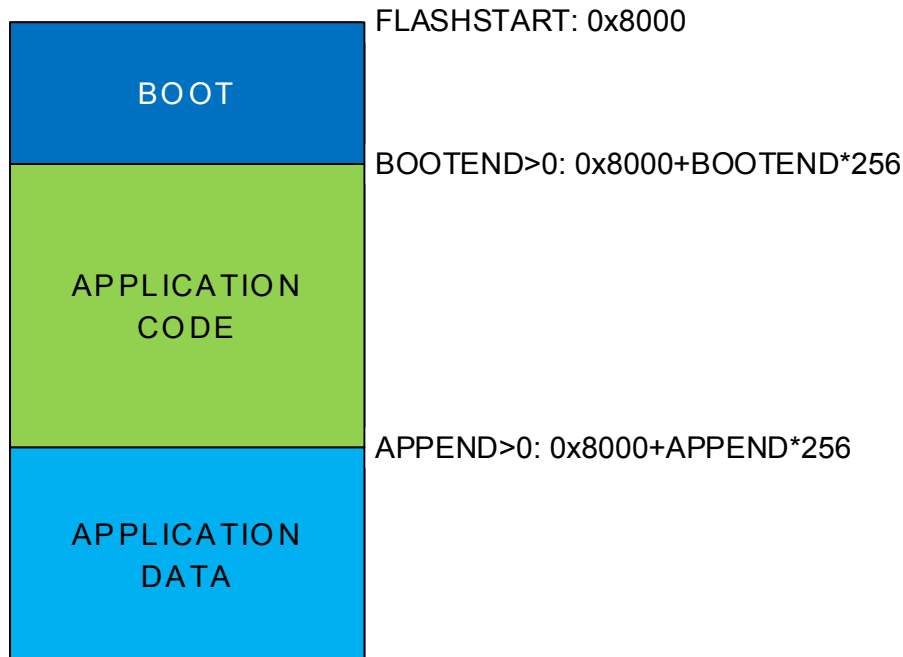 FLASHSTART: 0x8000
BOOT
BOOTEND>0: 0x8000+BOOTEND*256
APPLICATION
CODE
APPEND>0: 0x8000+APPEND*256
APPLICATION
DATA